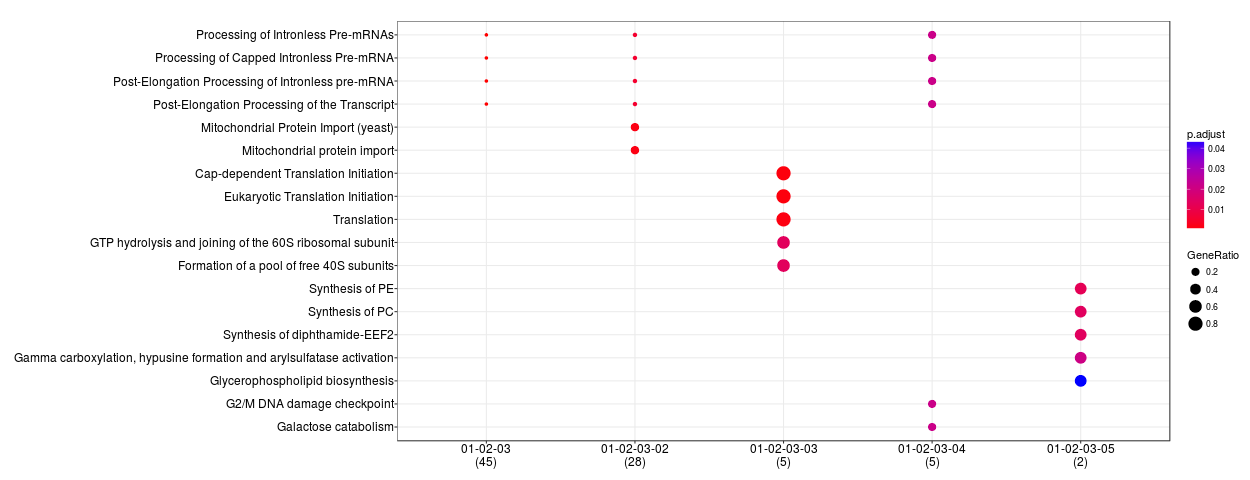 Processing of Intronless Pre-mRNAs
Processing of Capped Intronless Pre-mRNA
Post-Elongation Processing of Intronless pre-mRNA
Post-Elongation Processing of the Transcript
Mitochondrial Protein Import (yeast)
Mitochondrial protein import
Cap-dependent Translation Initiation
Eukaryotic Translation Initiation
Translation
GTP hydrolysis and joining of the 60S ribosomal subunit
Formation of a pool of free 40S subunits
Synthesis of PE
Synthesis of PC
Synthesis of diphthamide-EEF2
Gamma carboxylation, hypusine formation and arylsulfatase activation
Glycerophospholipid biosynthesis
G2/M DNA damage checkpoint
Galactose catabolism
01-02-03 01-02-03-02 01-02-03-03 01-02-03-04 01-02-03-05
(45) (28) (5) (5) (2)
p.adjust
0.04
0.03
0.02
0.01
GeneRatio
0.2
0.4
0.6
0.8